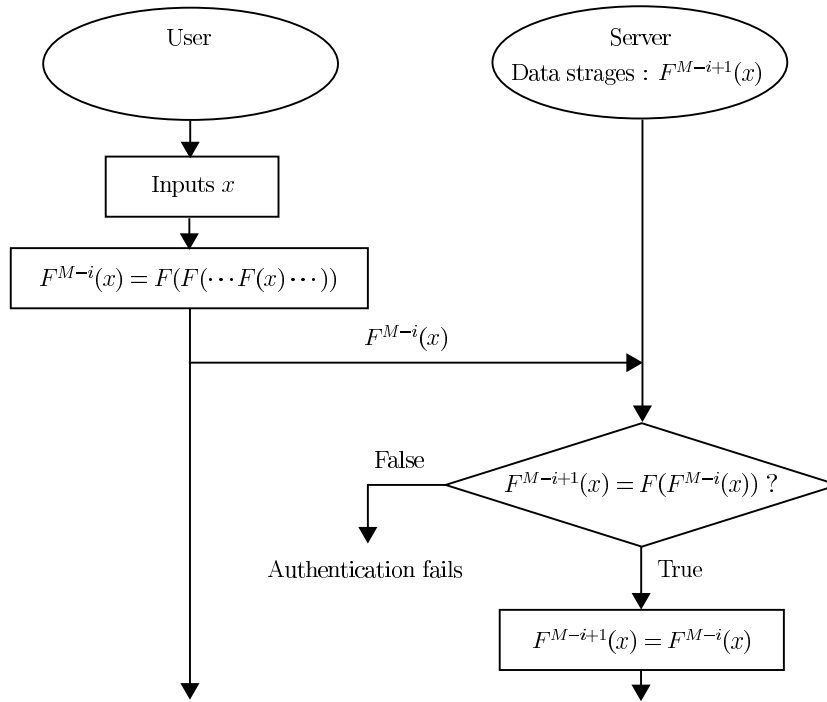 User
Server
Data strages : F^{M−i+1}(x)
Inputs x
F^{M−i}(x) = F(F(⋯F(x)⋯))
F^{M−i}(x)
False
F^{M−i+1}(x) = F(F^{M−i}(x)) ?
Authentication fails
True
F^{M−i+1}(x) = F^{M−i}(x)